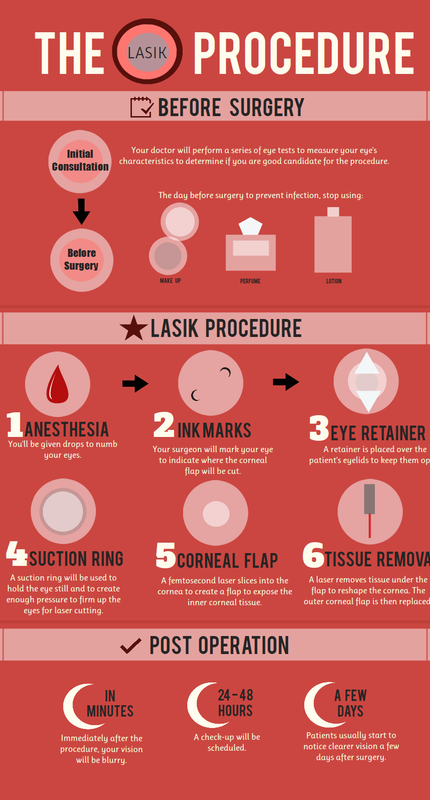 THE LASIK PROCEDURE
BEFORE SURGERY
Initial
Consultation
Your doctor will perform a series of eye tests to measure your eye's
characteristics to determine if you are good candidate for the procedure.
The day before surgery to prevent infection, stop using:
Before
Surgery
MAKE UP
PERFUME
LOTION
LASIK PROCEDURE
1 ANESTHESIA
You'll be given drops to numb
your eyes.
2 INK MARKS
Your surgeon will mark your eye
to indicate where the corneal
flap will be cut.
3 EYE RETAINER
A retainer is placed over the
patient's eyelids to keep them op
4 SUCTION RING
A suction ring will be used to
hold the eye still and to create
enough pressure to firm up the
eyes for laser cutting.
5 CORNEAL FLAP
A femtosecond laser slices into the
cornea to create a flap to expose the
inner corneal tissue.
6 TISSUE REMOVA
A laser removes tissue under the
flap to reshape the cornea. The
outer corneal flap is then replaced
POST OPERATION
IN
MINUTES
Immediately after the
procedure, your vision
will be blurry.
24-48
HOURS
A check-up will be
scheduled.
A FEW
DAYS
Patients usually start to
notice clearer vision a few
days after surgery.